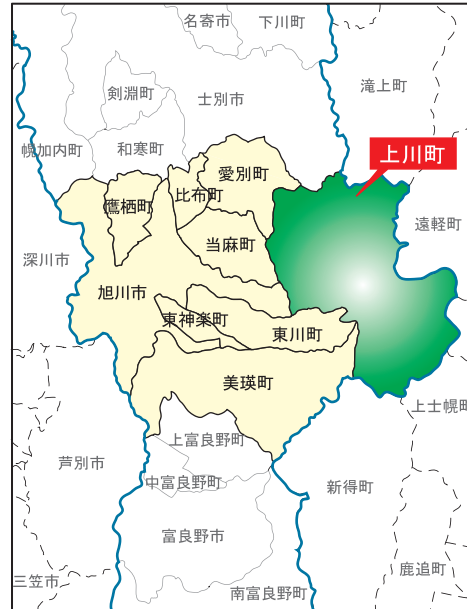 名寄市
下川町
滝上町
剣淵町
士別市
幌加内町
和寒町
上川町
愛別町
比布町
鷹栖町
遠軽町
当麻町
深川市
旭川市
東神楽町
東川町
美瑛町
上士幌町
上富良野町
芦別市
中富良野町
新得町
富良野市
鹿追町
三笠市
南富良野町